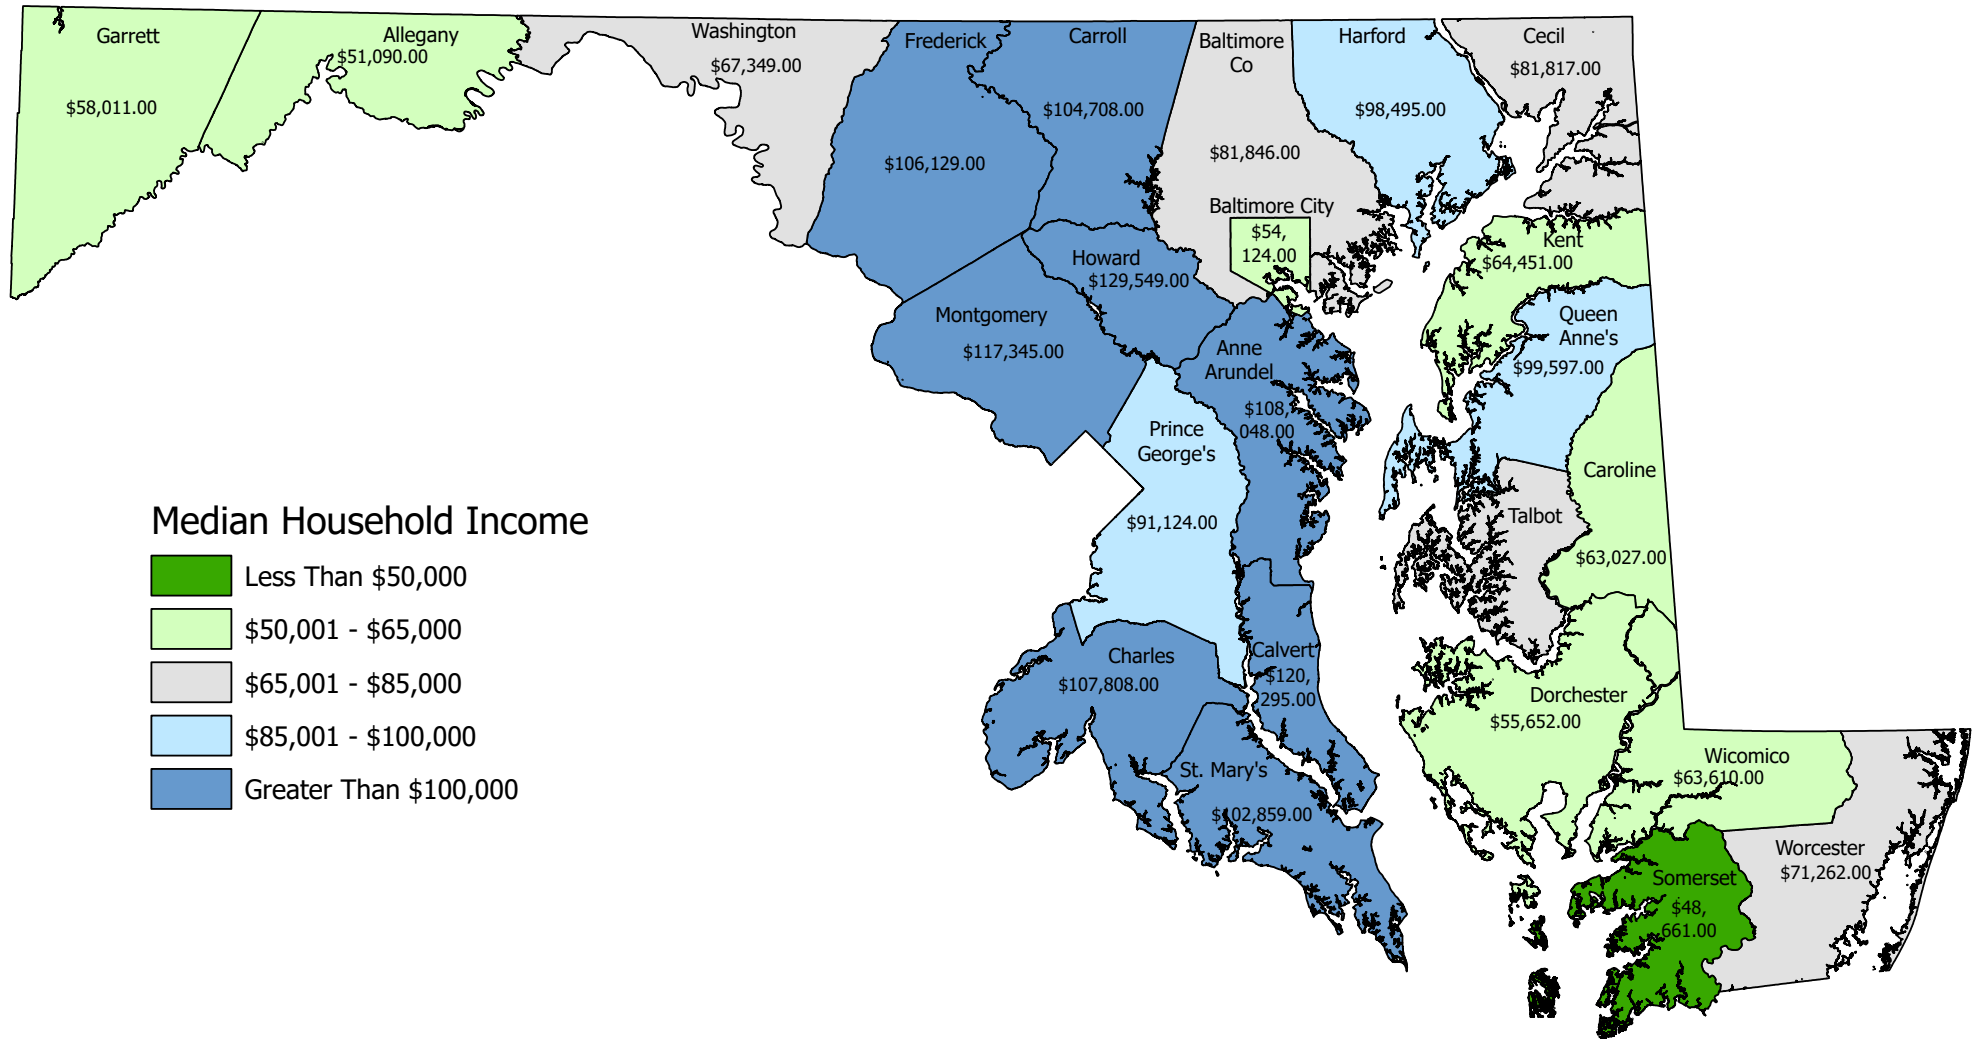 Garrett
$58,011.00
Allegany
$51,090.00
Washington
$67,349.00
Frederick
$106,129.00
Carroll
$104,708.00
Baltimore
Co
$81,846.00
Baltimore City
$54,
124.00
Harford
$98,495.00
Cecil
$81,817.00
Kent
$64,451.00
Howard
$129,549.00
Montgomery
$117,345.00
Anne
Arundel
$108,
048.00
Queen
Anne's
$99,597.00
Prince
George's
$91,124.00
Caroline
$63,027.00
Talbot
Charles
$107,808.00
Calvert
$120,
295.00
St. Mary's
$102,859.00
Dorchester
$55,652.00
Wicomico
$63,610.00
Worcester
$71,262.00
Somerset
$48,
661.00
Median Household Income
Less Than $50,000
$50,001 - $65,000
$65,001 - $85,000
$85,001 - $100,000
Greater Than $100,000